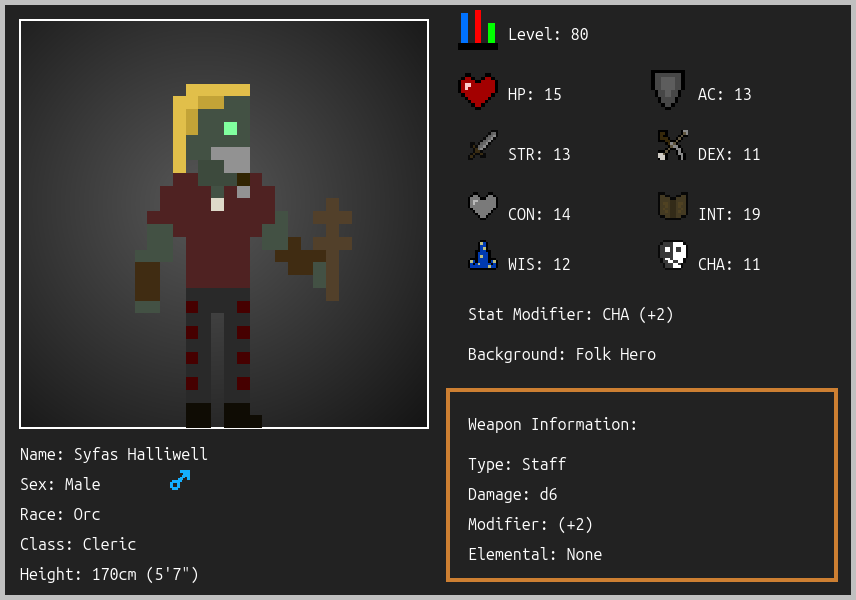 Level: 80
HP: 15
AC: 13
STR: 13
DEX: 11
CON: 14
INT: 19
WIS: 12
CHA: 11
Stat Modifier: CHA (+2)
Background: Folk Hero
Weapon Information:
Type: Staff
Damage: d6
Modifier: (+2)
Elemental: None
Name: Syfas Halliwell
Sex: Male
Race: Orc
Class: Cleric
Height: 170cm (5'7")